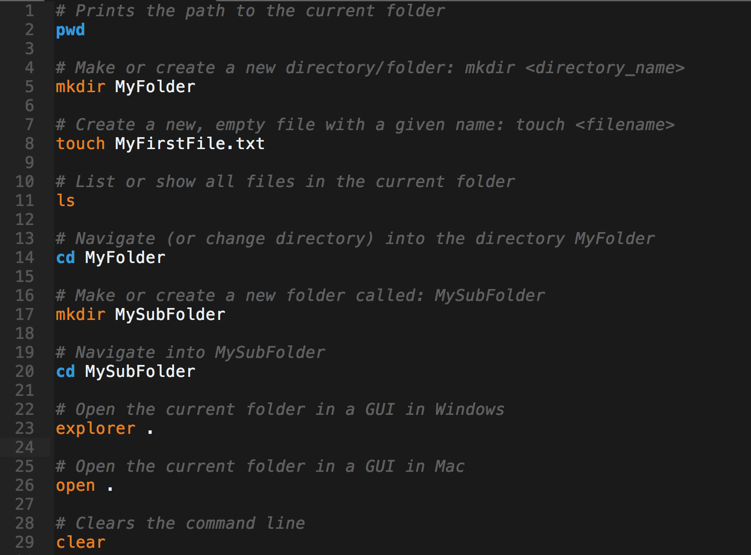 1 # Prints the path to the current folder
2 pwd
3
4 # Make or create a new directory/folder: mkdir <directory_name>
5 mkdir MyFolder
6
7 # Create a new, empty file with a given name: touch <filename>
8 touch MyFirstFile.txt
9
10 # List or show all files in the current folder
11 ls
12
13 # Navigate (or change directory) into the directory MyFolder
14 cd MyFolder
15
16 # Make or create a new folder called: MySubFolder
17 mkdir MySubFolder
18
19 # Navigate into MySubFolder
20 cd MySubFolder
21
22 # Open the current folder in a GUI in Windows
23 explorer .
24
25 # Open the current folder in a GUI in Mac
26 open .
27
28 # Clears the command line
29 clear